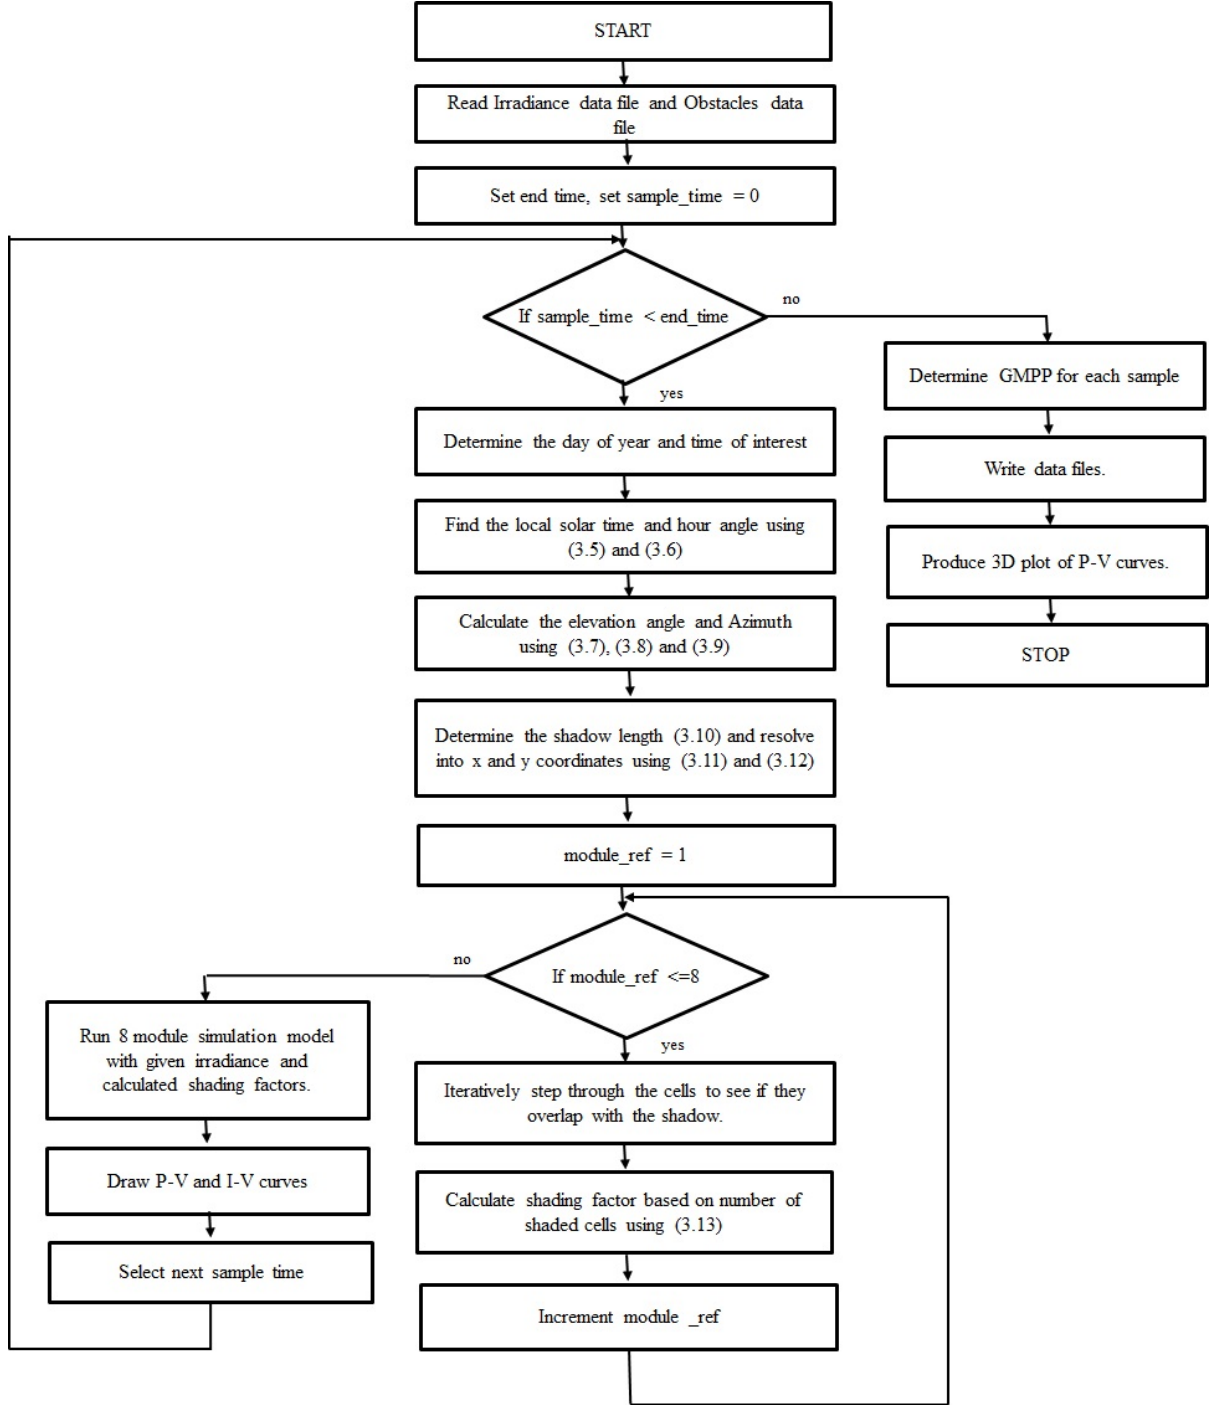 START
Read Irradiance data file and Obstacles data
file
Set end time, set sample_time = 0
If sample_time < end_time
no
yes
Determine GMPP for each sample
Write data files.
Produce 3D plot of P-V curves.
STOP
Determine the day of year and time of interest
Find the local solar time and hour angle using
(3.5) and (3.6)
Calculate the elevation angle and Azimuth
using (3.7), (3.8) and (3.9)
Determine the shadow length (3.10) and resolve
into x and y coordinates using (3.11) and (3.12)
module_ref = 1
If module_ref <=8
no
yes
Run 8 module simulation model
with given irradiance and
calculated shading factors.
Draw P-V and I-V curves
Select next sample time
Iteratively step through the cells to see if they
overlap with the shadow.
Calculate shading factor based on number of
shaded cells using (3.13)
Increment module _ref